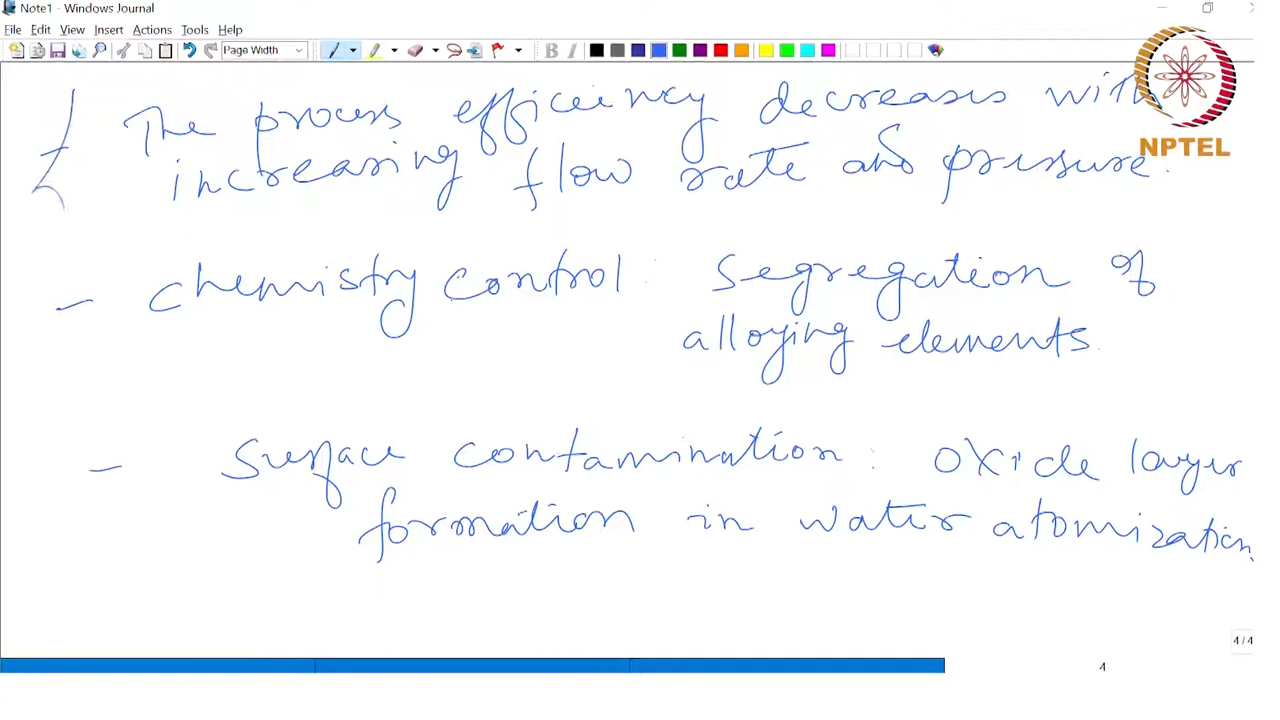 Note1 - Windows Journal
File Edit View Insert Actions Tools Help
Page Width
B I
NPTEL
The process efficeincy decreases with
increasing flow rate and pressure.
- chemistry control : Segregation of
alloying elements.
- Surface contamination : oxide layer
formation in water atomization.
4 / 4
4